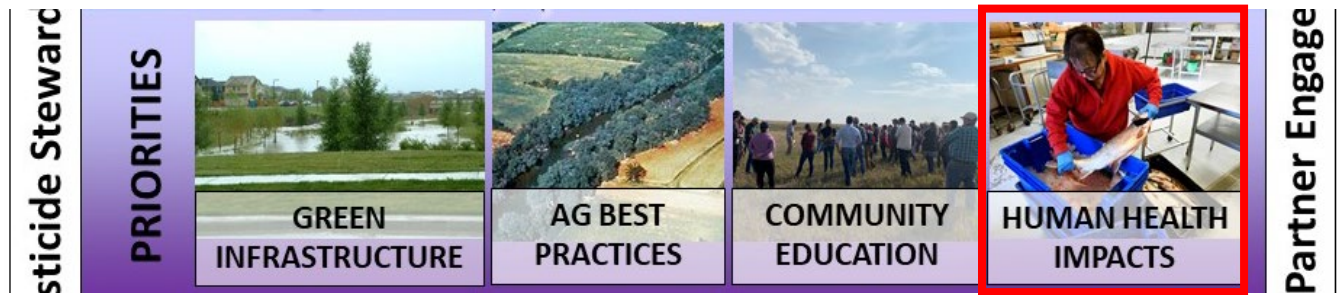 sticide Steward
PRIORITIES
GREEN
INFRASTRUCTURE
AG BEST
PRACTICES
COMMUNITY
EDUCATION
HUMAN HEALTH
IMPACTS
Partner Engage